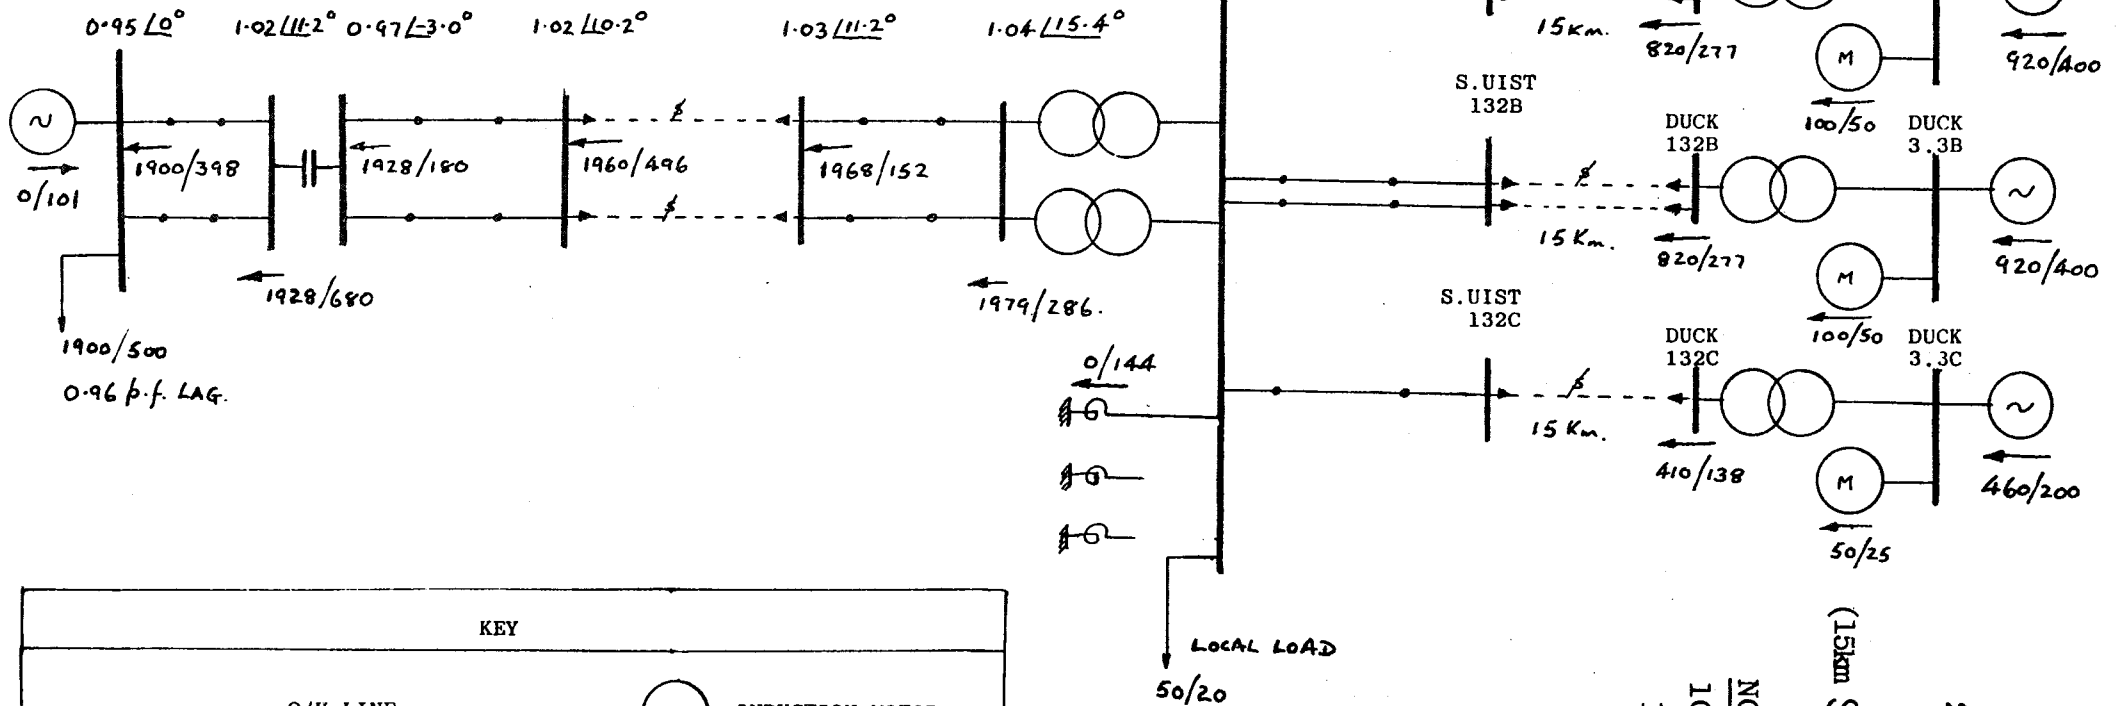 0.95 /0° 1.02 /11.2° 0.97 /-3.0° 1.02 /10.2° 1.03 /11.2° 1.04 /15.4°
15 Km.
820/277
M
920/400
100/50
S.UIST
132B
DUCK
132B
DUCK
3.3B
~
0/101
1900/398
1928/180
1960/496
1968/152
1928/680
1979/286.
1900/500
0.96 p.f. LAG.
15 Km.
820/277
M
~
920/400
100/50
S.UIST
132C
DUCK
132C
DUCK
3.3C
0/144
15 Km.
410/138
M
~
460/200
50/25
LOCAL LOAD
50/20
KEY
(15km